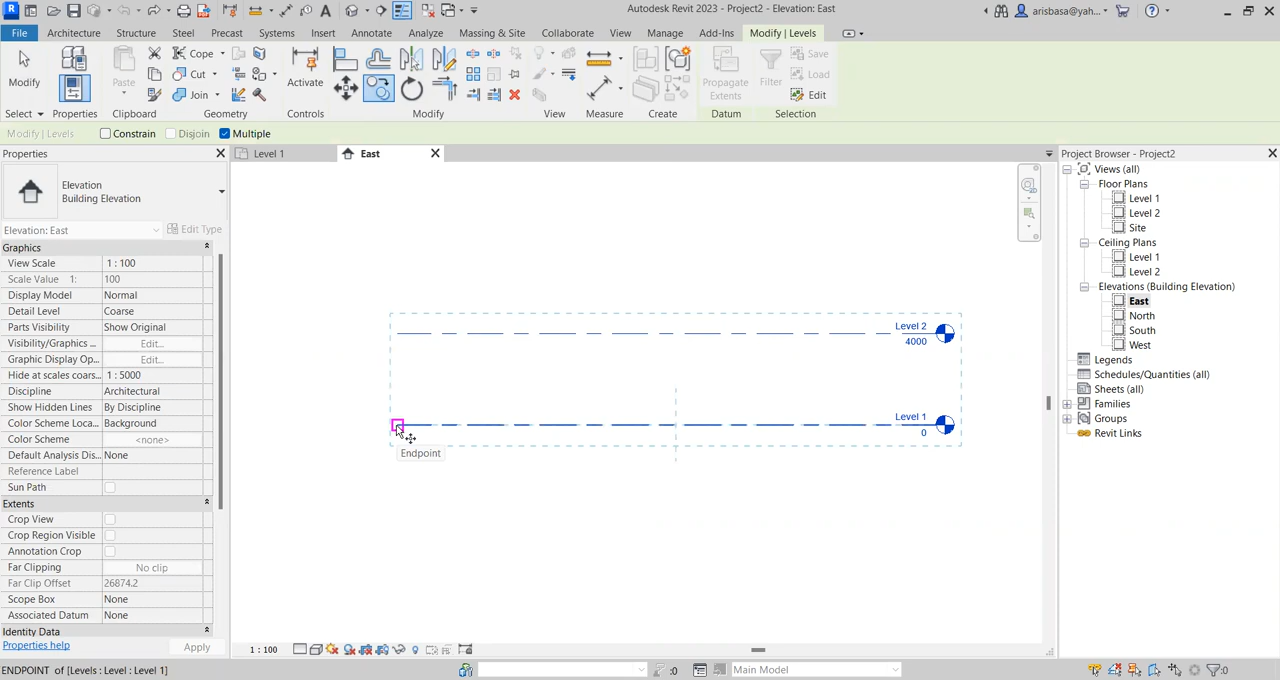 Autodesk Revit 2023 - Project2 - Elevation: East
arisbasa@yah...
File
Architecture
Structure
Steel
Precast
Systems
Insert
Annotate
Analyze
Massing & Site
Collaborate
View
Manage
Add-Ins
Modify | Levels
Modify
Paste
Cope
Cut
Join
Activate
Propagate
Extents
Filter
Save
Load
Edit
Select
Properties
Clipboard
Geometry
Controls
Modify
View
Measure
Create
Datum
Selection
Modify | Levels
Constrain
Disjoin
Multiple
Properties
Level 1
East
Project Browser - Project2
Elevation
Building Elevation
Elevation: East
Edit Type
Graphics
View Scale 1 : 100
Scale Value 1: 100
Display Model Normal
Detail Level Coarse
Parts Visibility Show Original
Visibility/Graphics ... Edit...
Graphic Display Op... Edit...
Hide at scales coars... 1 : 5000
Discipline Architectural
Show Hidden Lines By Discipline
Color Scheme Loca... Background
Color Scheme <none>
Default Analysis Dis... None
Reference Label
Sun Path
Extents
Crop View
Crop Region Visible
Annotation Crop
Far Clipping No clip
Far Clip Offset 26874.2
Scope Box None
Associated Datum None
Identity Data
Properties help
Apply
Level 2
4000
Level 1
0
Endpoint
Views (all)
Floor Plans
Level 1
Level 2
Site
Ceiling Plans
Level 1
Level 2
Elevations (Building Elevation)
East
North
South
West
Legends
Schedules/Quantities (all)
Sheets (all)
Families
Groups
Revit Links
1 : 100
ENDPOINT of [Levels : Level : Level 1]
:0
Main Model
:0